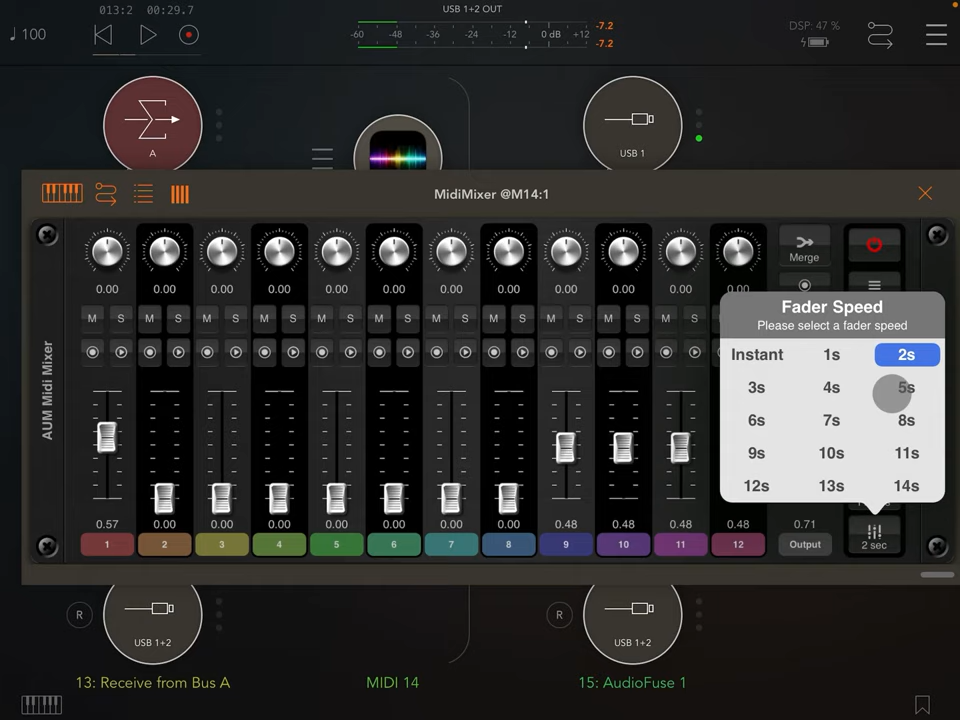 013:2 00:29.7
USB 1+2 OUT
♩100
-60 -48 -36 -24 -12 0 dB +12
-7.2
-7.2
DSP: 47 %
A
USB 1
MidiMixer @M14:1
0.00 0.00 0.00 0.00 0.00 0.00 0.00 0.00 0.00 0.00 0.00 0.00
Merge
M S M S M S M S M S M S M S M S M S M S M S
Fader Speed
Please select a fader speed
Instant 1s 2s
3s 4s 5s
6s 7s 8s
9s 10s 11s
12s 13s 14s
AUM Midi Mixer
0.57 0.00 0.00 0.00 0.00 0.00 0.00 0.00 0.48 0.48 0.48 0.48 0.71
1 2 3 4 5 6 7 8 9 10 11 12 Output 2 sec
R USB 1+2 R USB 1+2
13: Receive from Bus A MIDI 14 15: AudioFuse 1